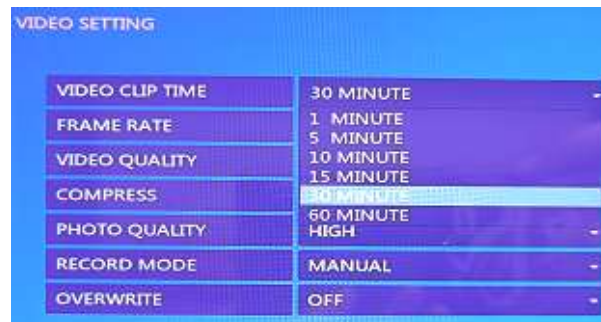 VIDEO SETTING
VIDEO CLIP TIME 30 MINUTE
FRAME RATE 1 MINUTE
5 MINUTE
VIDEO QUALITY 10 MINUTE
15 MINUTE
COMPRESS 30 MINUTE
60 MINUTE
PHOTO QUALITY HIGH
RECORD MODE MANUAL
OVERWRITE OFF